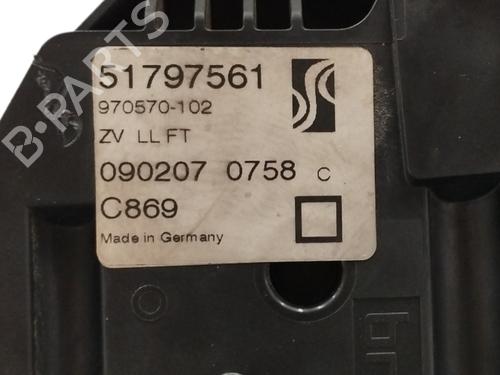 51797561
970570-102
ZV LL FT
090207 0758 C
C869
Made in Germany
B-PARTS